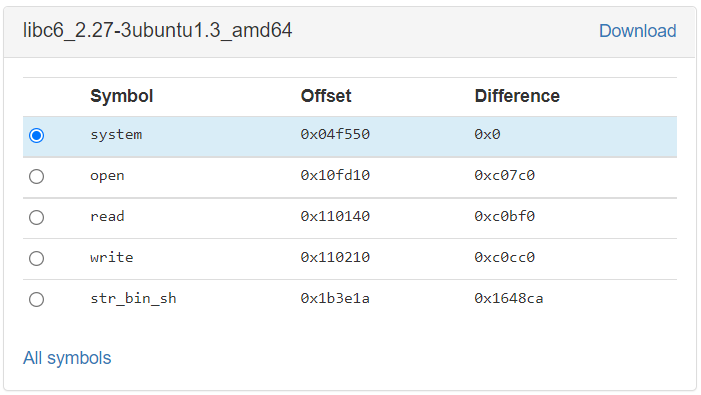 libc6_2.27-3ubuntu1.3_amd64 Download
Symbol Offset Difference
system 0x04f550 0x0
open 0x10fd10 0xc07c0
read 0x110140 0xc0bf0
write 0x110210 0xc0cc0
str_bin_sh 0x1b3e1a 0x1648ca
All symbols